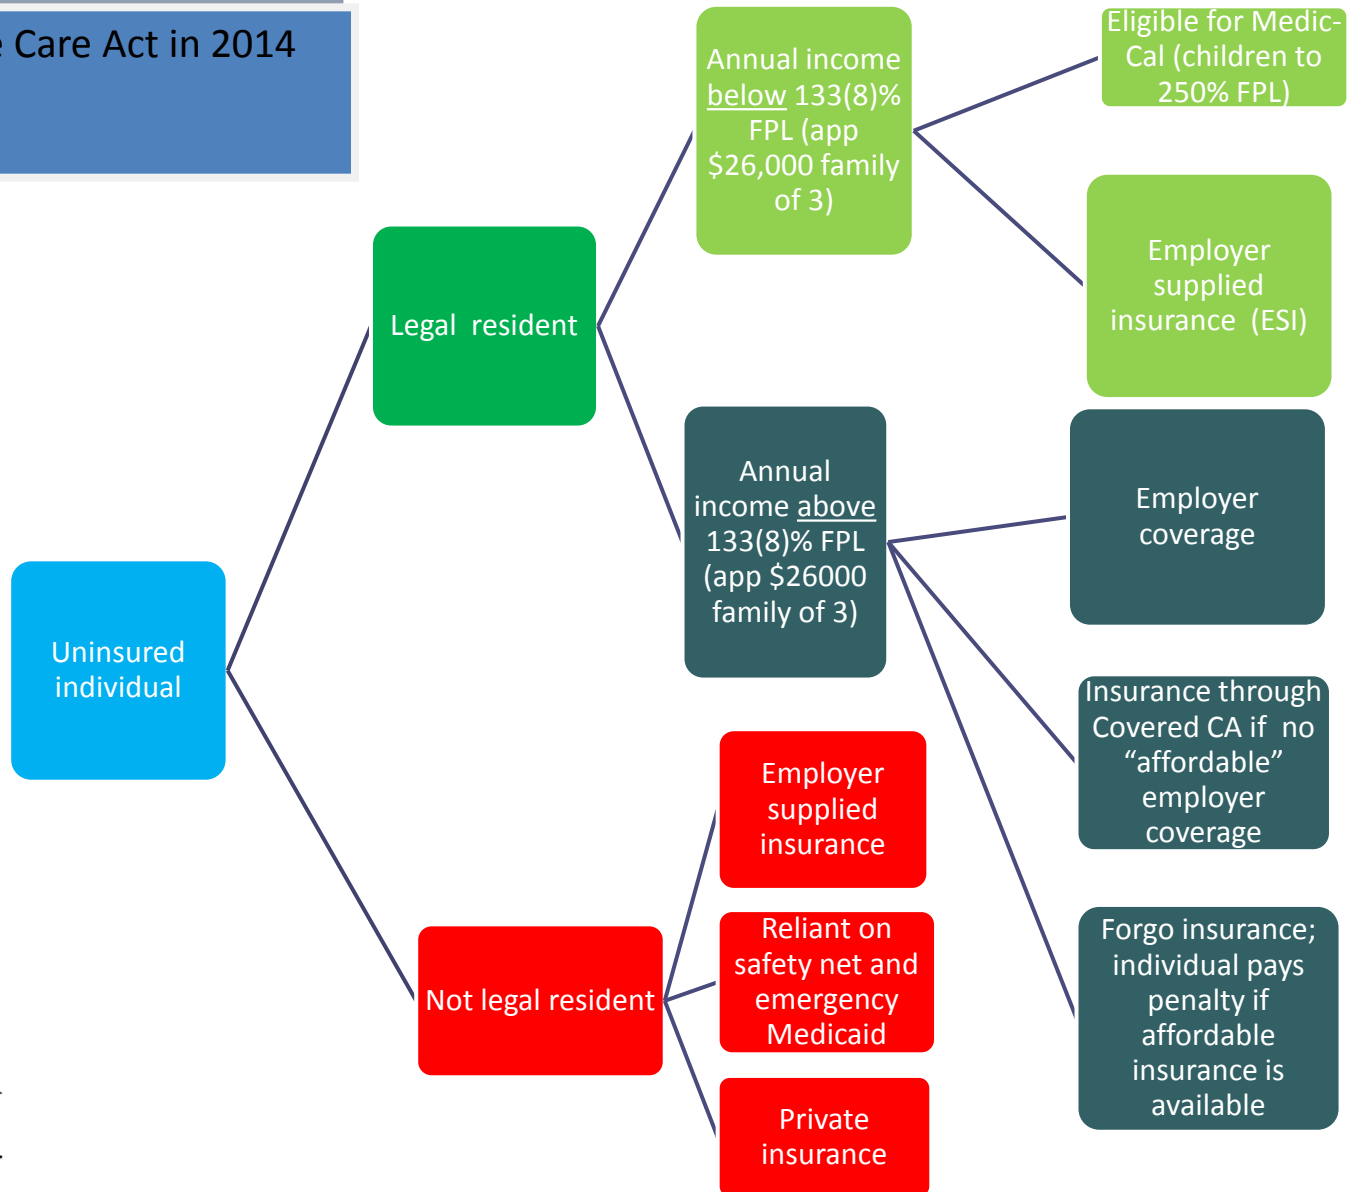 e Care Act in 2014
Uninsured
individual
Legal  resident
Annual income
below 133(8)%
FPL (app
$26,000 family
of 3)
Eligible for Medic-
Cal (children to
250% FPL)
Employer
supplied
insurance  (ESI)
Annual
income above
133(8)% FPL
(app $26000
family of 3)
Employer
coverage
Insurance through
Covered CA if  no
“affordable”
employer
coverage
Forgo insurance;
individual pays
penalty if
affordable
insurance is
available
Not legal resident
Employer
supplied
insurance
Reliant on
safety net and
emergency
Medicaid
Private
insurance